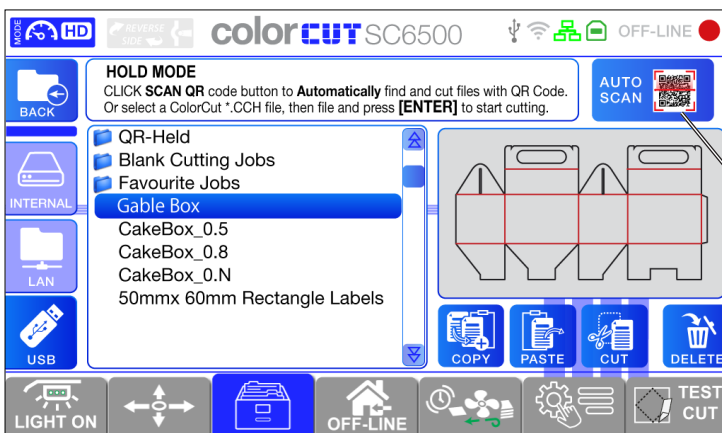 MODE
HD
REVERSE
SIDE
colorCUT SC6500
OFF-LINE
BACK
HOLD MODE
CLICK SCAN QR code button to Automatically find and cut files with QR Code.
Or select a ColorCut *.CCH file, then file and press [ENTER] to start cutting.
AUTO
SCAN
INTERNAL
LAN
USB
QR-Held
Blank Cutting Jobs
Favourite Jobs
Gable Box
CakeBox_0.5
CakeBox_0.8
CakeBox_0.N
50mmx 60mm Rectangle Labels
COPY
PASTE
CUT
DELETE
LIGHT ON
OFF-LINE
TEST
CUT